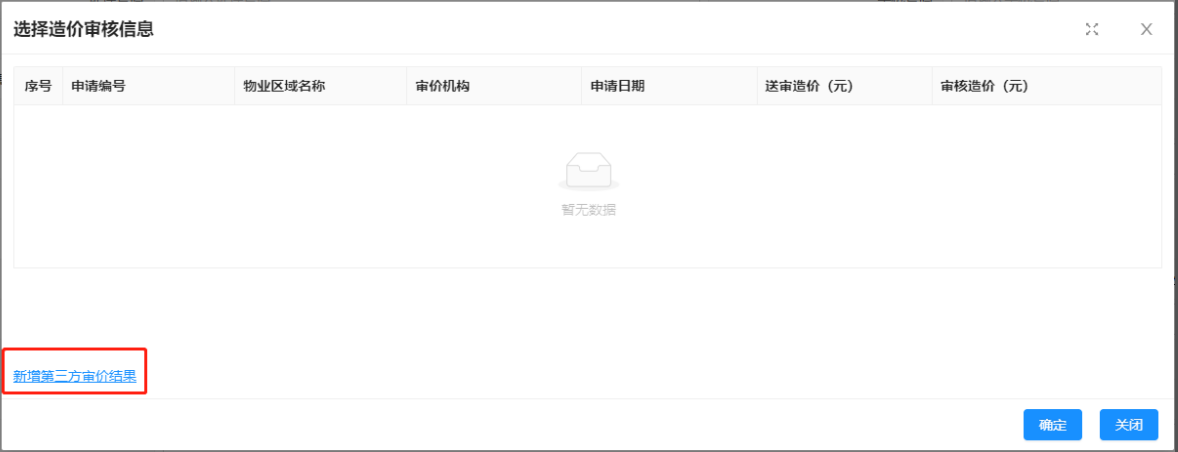 选择造价审核信息
序号 申请编号 物业区域名称 审价机构 申请日期 送审造价（元） 审核造价（元）
暂无数据
新增第三方审价结果
确定 关闭